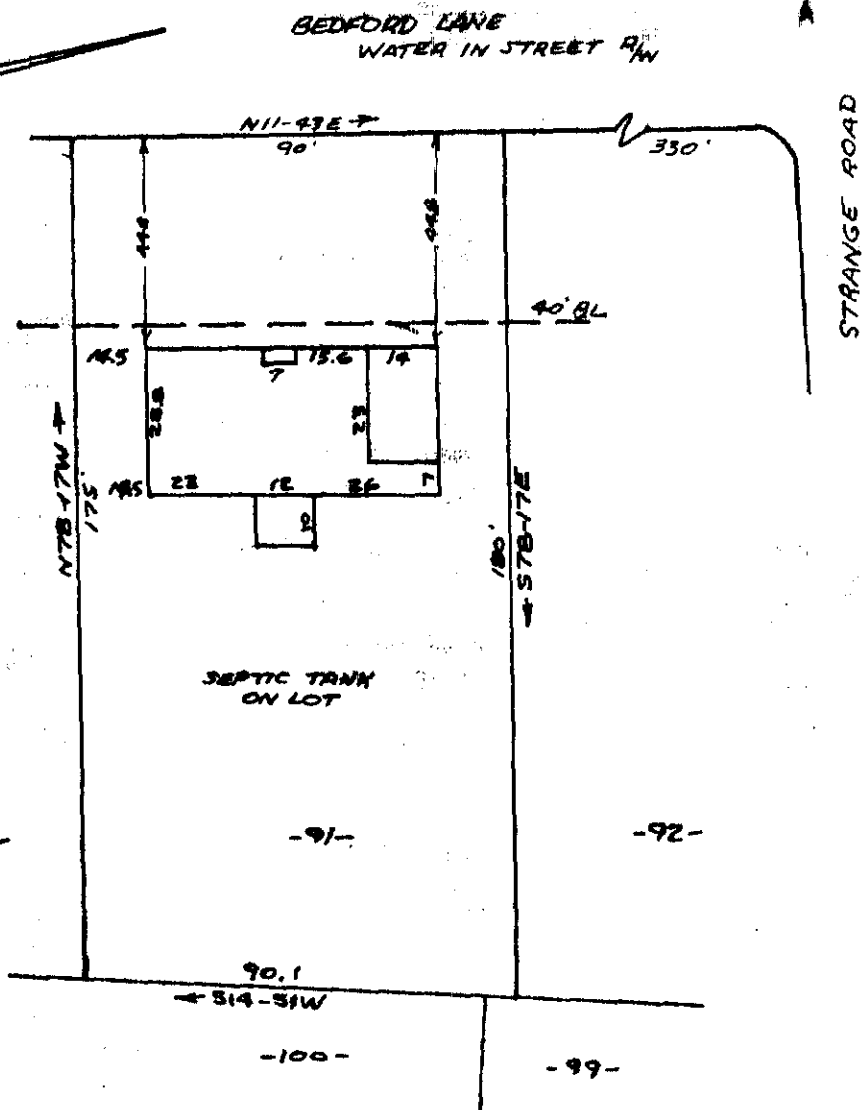 BEDFORD LANE
WATER IN STREET R/W
STRANGE ROAD
N11-43E
90'
330'
40' BL
7
15.6
14
23
22
12
26
7
10
N78-17W
175'
180'
S78-17E
SEPTIC TANK
ON LOT
-91-
-92-
90.1
S14-51W
-100-
-99-